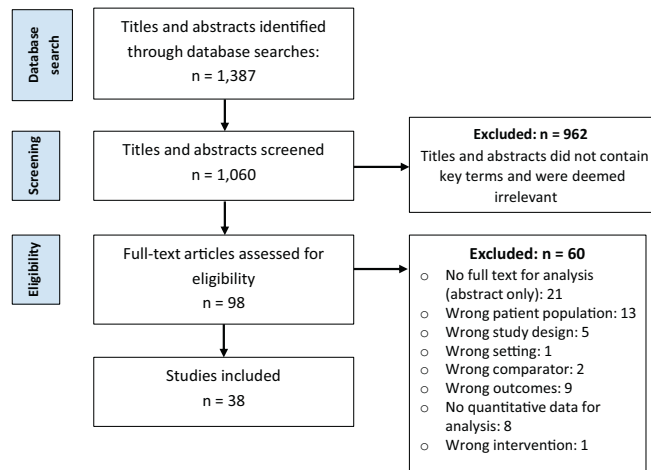 Database
search
Titles and abstracts identified
through database searches:
n = 1,387
Screening
Titles and abstracts screened
n = 1,060
Excluded: n = 962
Titles and abstracts did not contain
key terms and were deemed
irrelevant
Eligibility
Full-text articles assessed for
eligibility
n = 98
Excluded: n = 60
o No full text for analysis
(abstract only): 21
o Wrong patient population: 13
o Wrong study design: 5
o Wrong setting: 1
o Wrong comparator: 2
o Wrong outcomes: 9
o No quantitative data for
analysis: 8
o Wrong intervention: 1
Studies included
n = 38